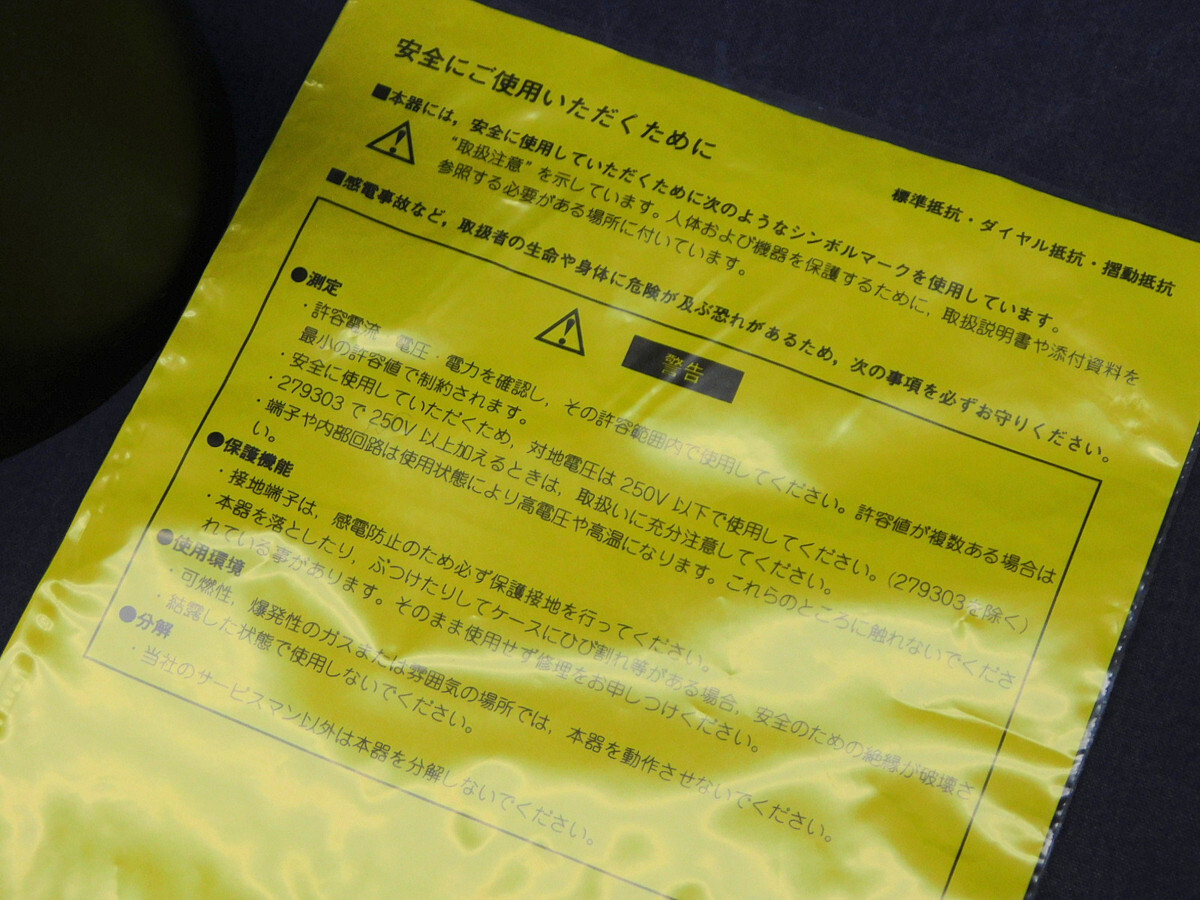 安全にご使用いただくために
標準抵抗・ダイヤル抵抗・摺動抵抗
■本器には，安全に使用していただくために次のようなシンボルマークを使用しています。
“取扱注意”を示しています。人体および機器を保護するために，取扱説明書や添付資料を
参照する必要がある場所に付いています。
■感電事故など，取扱者の生命や身体に危険が及ぶ恐れがあるため，次の事項を必ずお守りください。
警告
●測定
・許容電流・電圧・電力を確認し，その許容範囲内で使用してください。許容値が複数ある場合は
最小の許容値で制約されます。
・安全に使用していただくため，対地電圧は250V以下で使用してください。(279303を除く)
・279303で250V以上加えるときは，取扱いに充分注意してください。
・端子や内部回路は使用状態により高電圧や高温になります。これらのところに触れないでくださ
い。
●保護機能
・接地端子は，感電防止のため必ず保護接地を行ってください。
・本器を落としたり，ぶつけたりしてケースにひび割れ等がある場合，安全のための絶縁が破壊さ
れている事があります。そのまま使用せず修理をお申しつけください。
●使用環境
・可燃性，爆発性のガスまたは雰囲気の場所では，本器を動作させないでください。
・結露した状態で使用しないでください。
●分解
・当社のサービスマン以外は本器を分解しないでください。